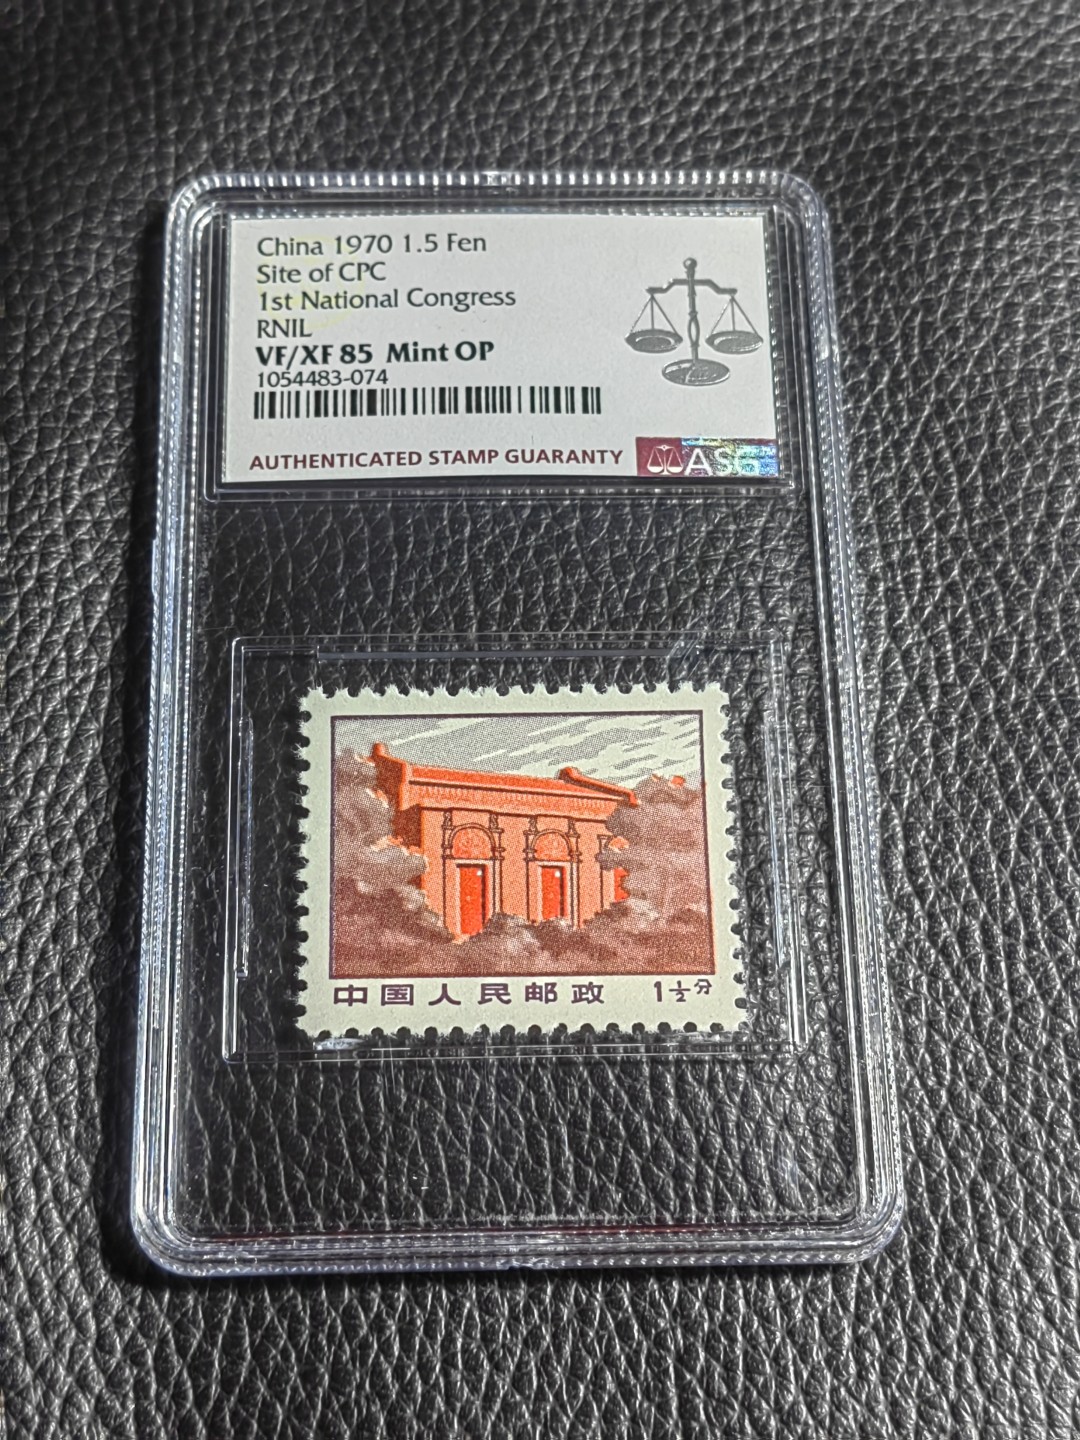 China 1970 1.5 Fen
Site of CPC
1st National Congress
RNIL
VF/XF 85 Mint OP
1054483-074
AUTHENTICATED STAMP GUARANTY ASG
中国人民邮政 1½分